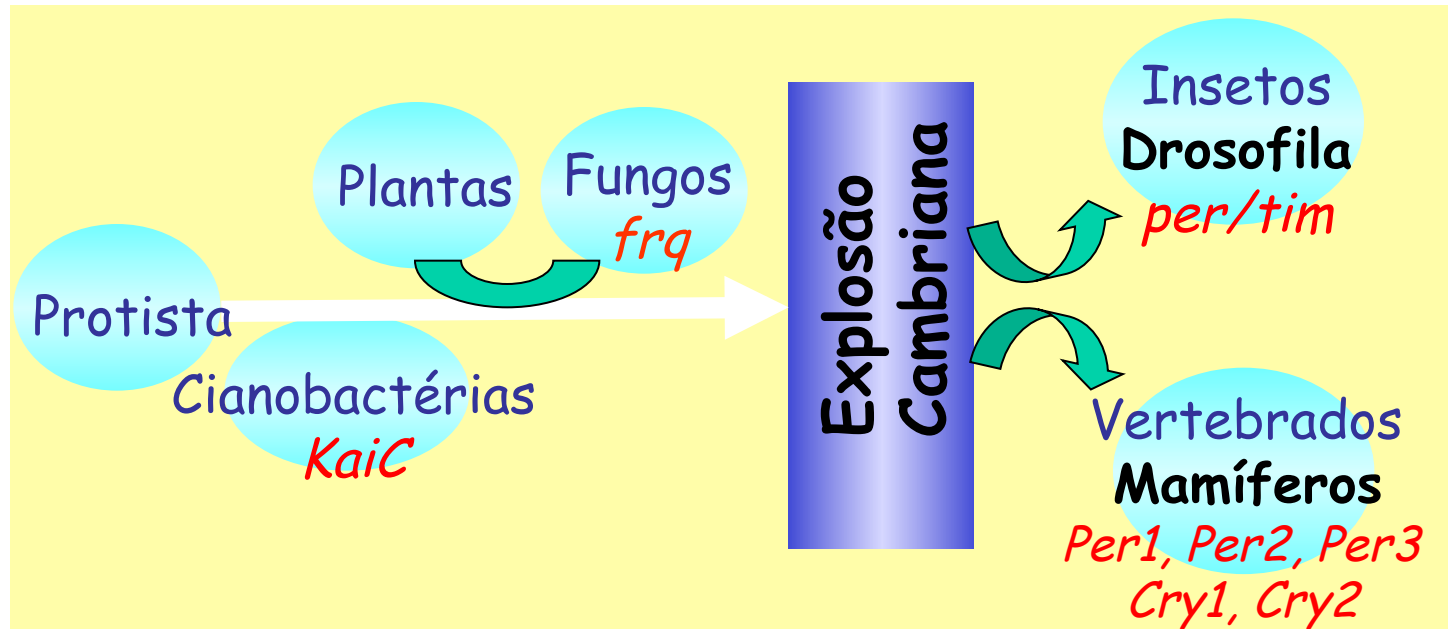 Protista
Cianobactérias
KaiC
Plantas
Fungos
frq
Explosão
Cambriana
Insetos
Drosofila
per/tim
Vertebrados
Mamíferos
Per1, Per2, Per3
Cry1, Cry2